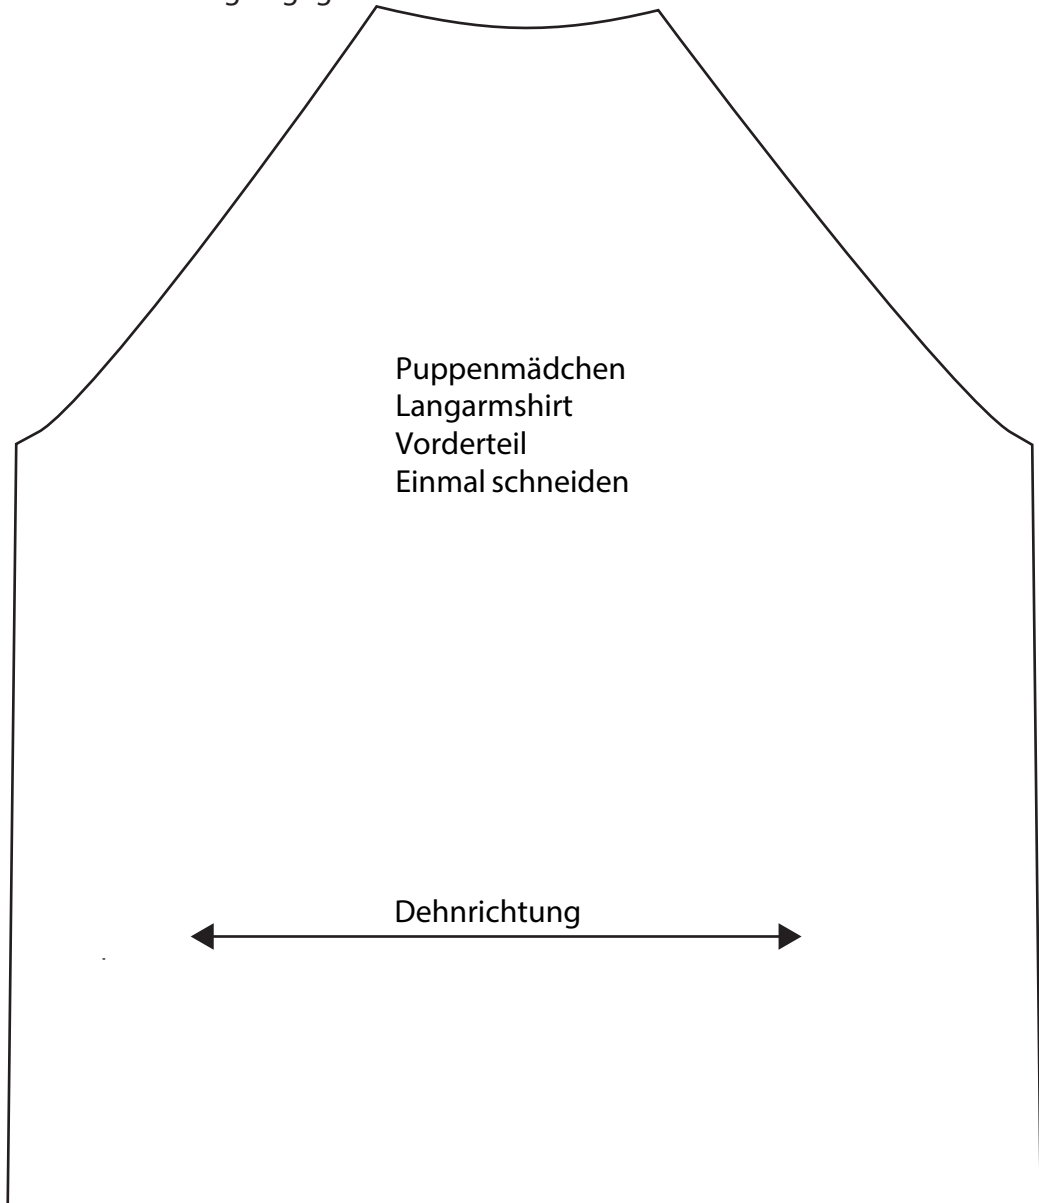 Puppenmädchen
Langarmshirt
Vorderteil
Einmal schneiden
Dehnrichtung